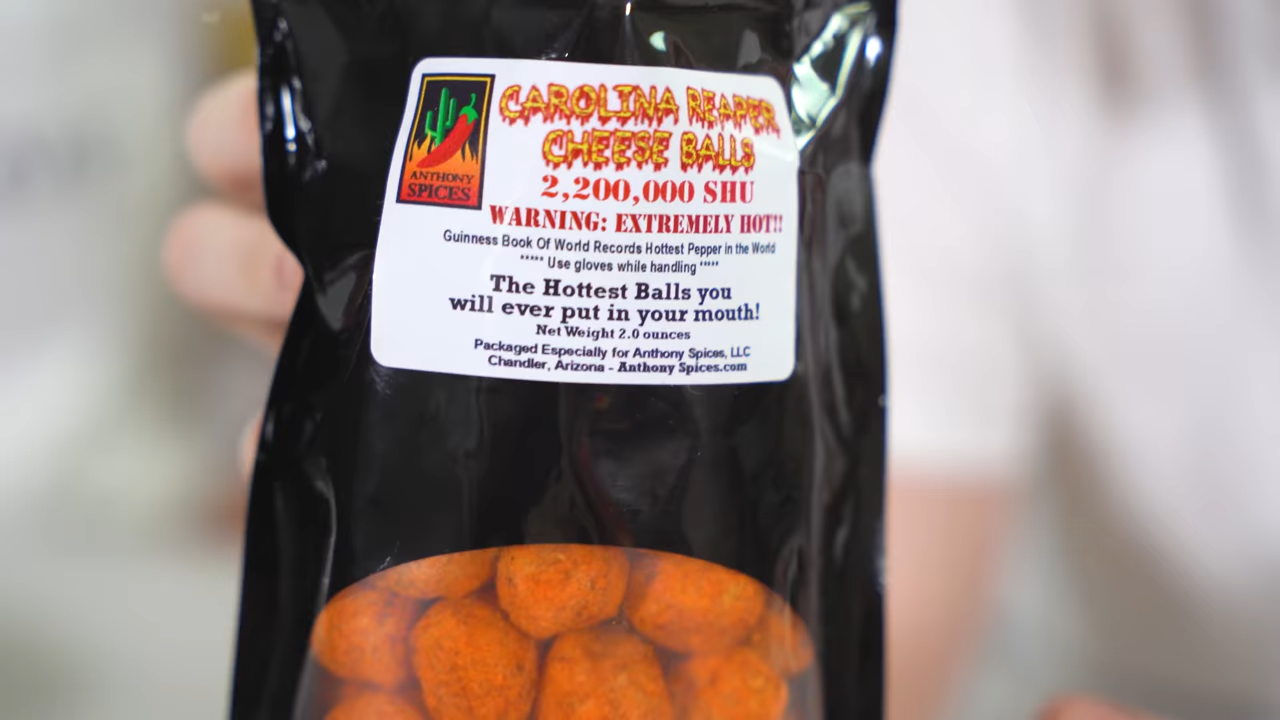 ANTHONY
SPICES
CAROLINA REAPER
CHEESE BALLS
2,200,000 SHU
WARNING: EXTREMELY HOT!!
Guinness Book Of World Records Hottest Pepper in the World
***** Use gloves while handling *****
The Hottest Balls you
will ever put in your mouth!
Net Weight 2.0 ounces
Packaged Especially for Anthony Spices, LLC
Chandler, Arizona - Anthony Spices.com